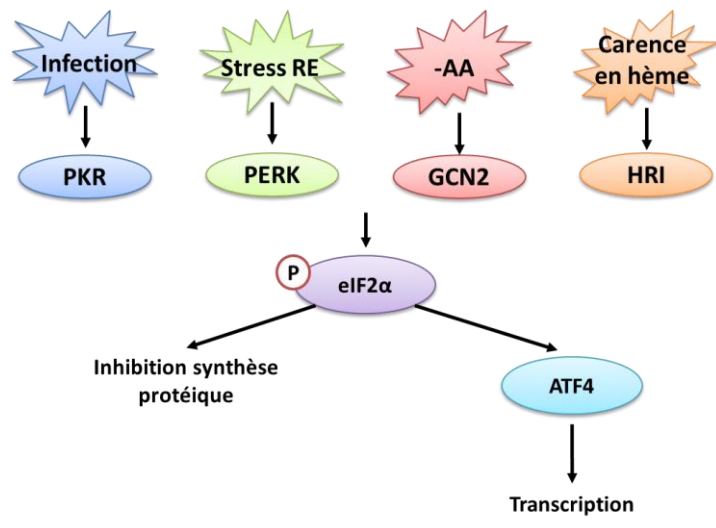 Infection
Stress RE
-AA
Carence
en hème
PKR
PERK
GCN2
HRI
P
eIF2α
Inhibition synthèse
protéique
ATF4
Transcription